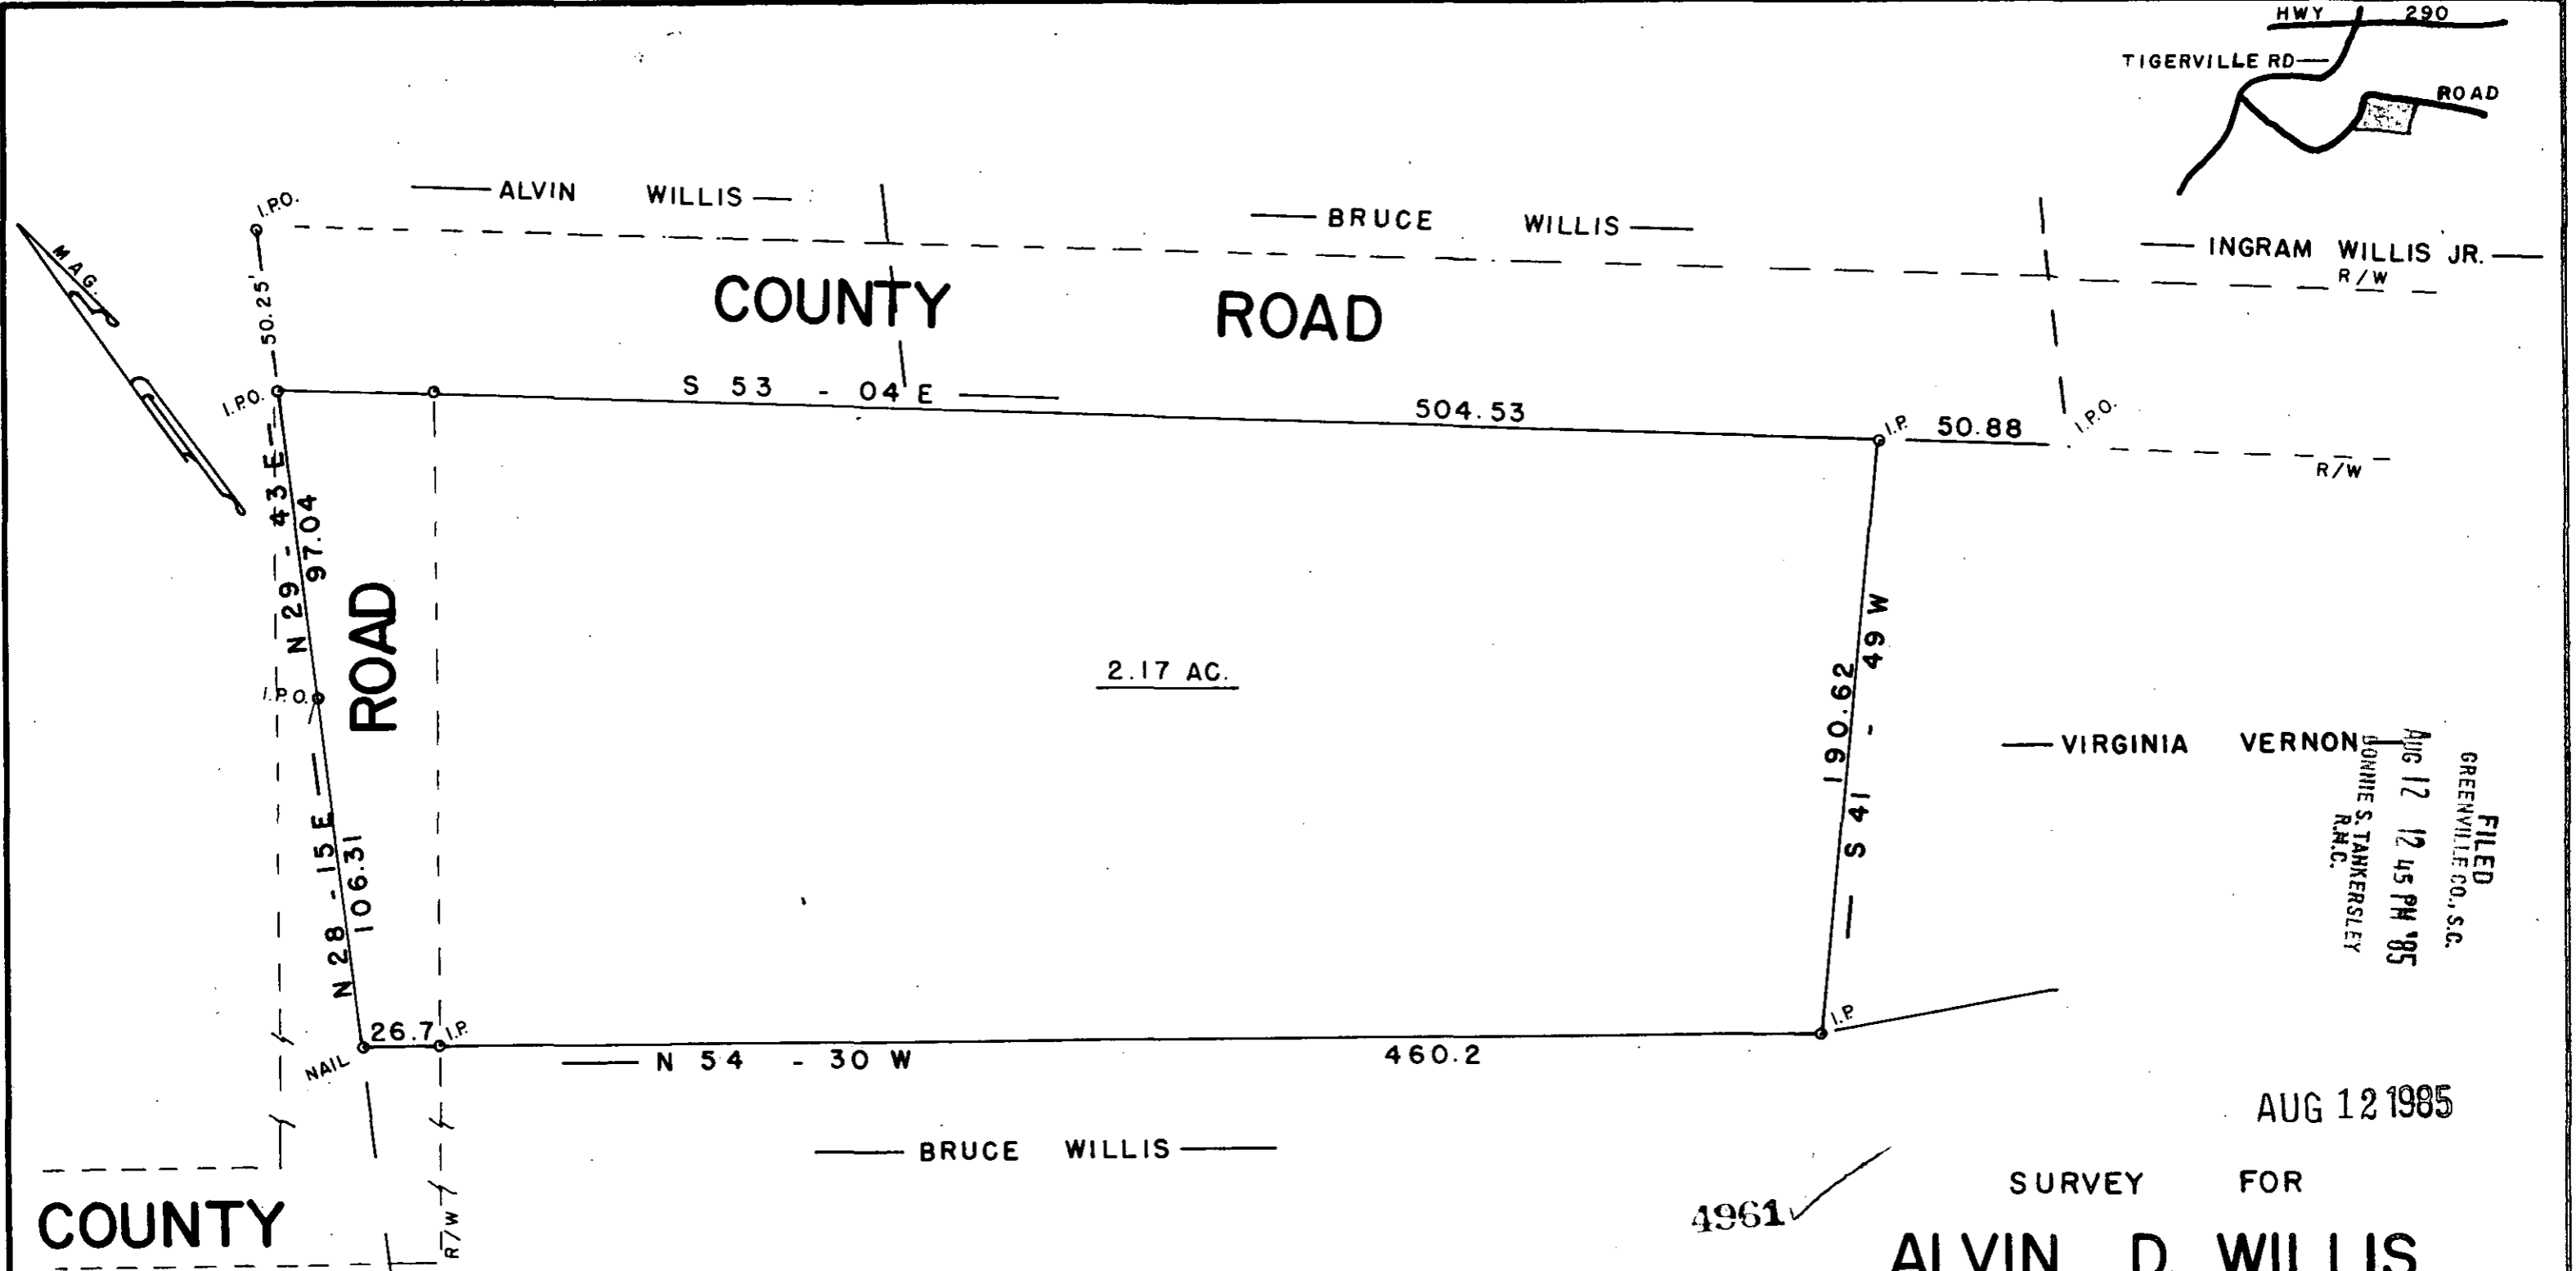 HWY 290
TIGERVILLE RD
ROAD
I.P.O.
ALVIN WILLIS
BRUCE WILLIS
INGRAM WILLIS JR.
R/W
MAG.
50.25'
COUNTY ROAD
I.P.O.
S 53 - 04 E
504.53
I.P.
50.88
I.P.O.
R/W
N 29 - 43 E
97.04
ROAD
I.P.O.
2.17 AC.
S 41 - 49 W
190.62
VIRGINIA VERNON
FILED
GREENVILLE CO., S.C.
AUG 12 12 45 PM '85
DONNIE S. TANKERSLEY
R.M.C.
N 28 - 15 E
106.31
NAIL
26.7
I.P.
N 54 - 30 W
460.2
I.P.
BRUCE WILLIS
AUG 12 1985
COUNTY
R/W
4961
SURVEY FOR
ALVIN D. WILLIS